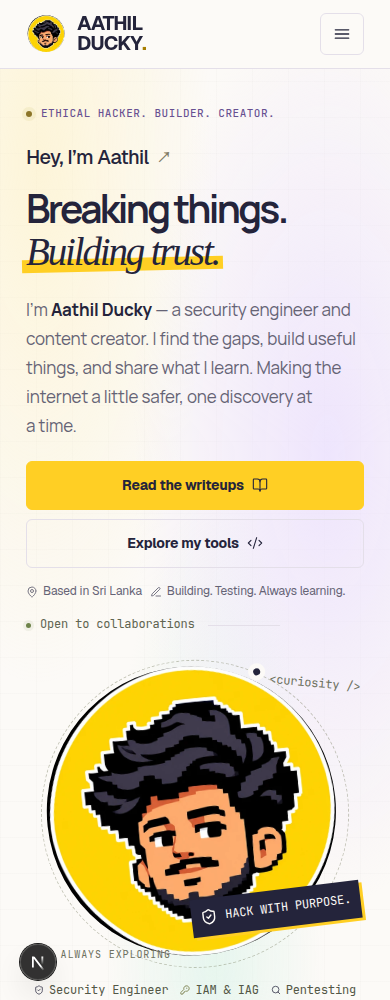 AATHIL
DUCKY.
ETHICAL HACKER. BUILDER. CREATOR.
Hey, I'm Aathil ↗
Breaking things.
Building trust.
I'm Aathil Ducky — a security engineer and
content creator. I find the gaps, build useful
things, and share what I learn. Making the
internet a little safer, one discovery at
a time.
Read the writeups
Explore my tools
Based in Sri Lanka Building. Testing. Always learning.
Open to collaborations
<curiosity />
HACK WITH PURPOSE.
N
ALWAYS EXPLORING
Security Engineer IAM & IAG Pentesting